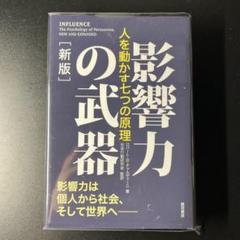 INFLUENCE
The Psychology of Persuasion,
NEW AND EXPANDED
影響力の武器
［新版］
人を動かす七つの原理
影響力は
個人から社会、
そして世界へ──